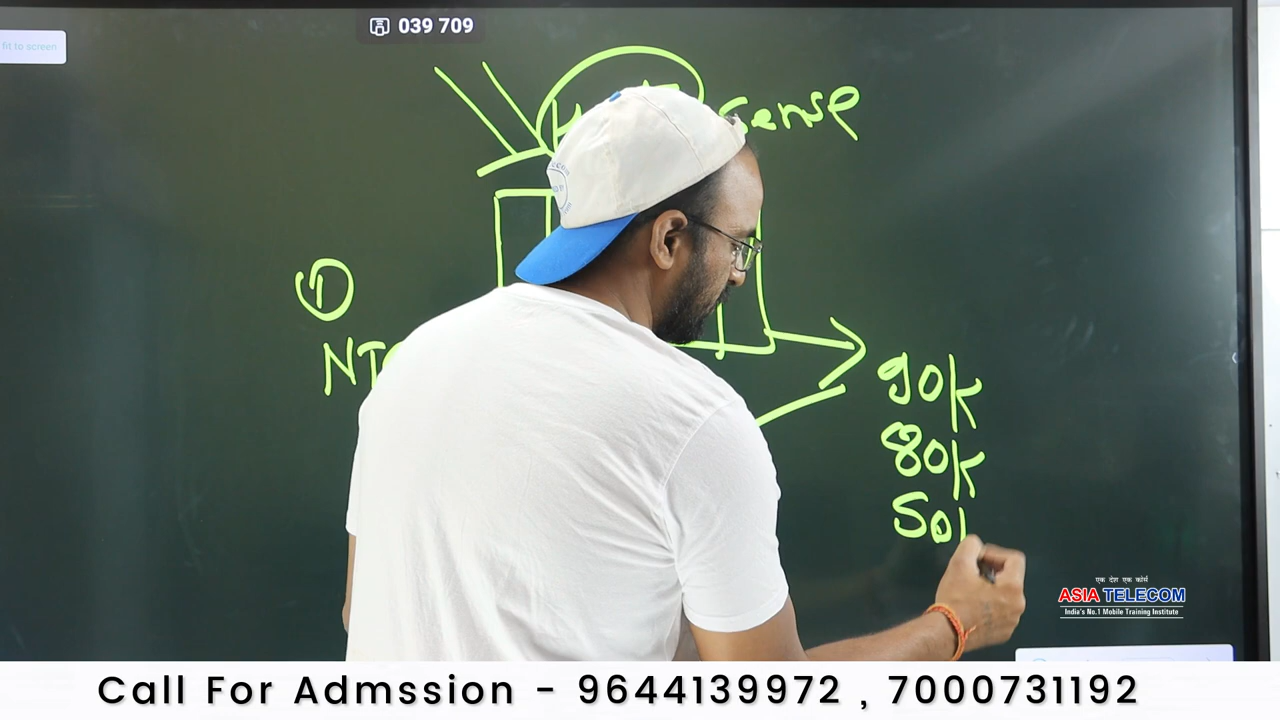 fit to screen
039 709
Sense
1
NT
90k
80k
50
एक देश एक कोर्स
ASIA TELECOM
India's No.1 Mobile Training Institute
Call For Admssion - 9644139972 , 7000731192